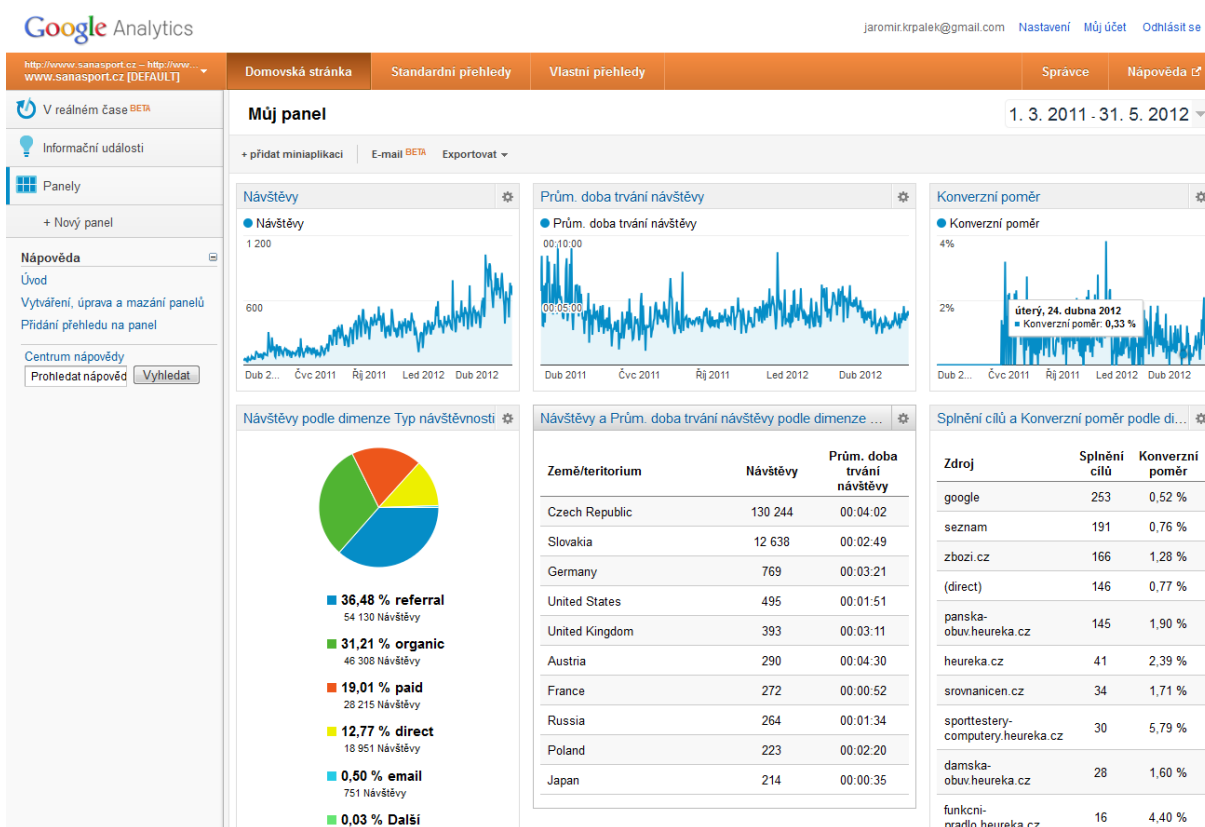 Google Analytics
jaromir.krpalek@gmail.com Nastavení Můj účet Odhlásit se
http://www.sanasport.cz – http://ww...
www.sanasport.cz [DEFAULT]
Domovská stránka Standardní přehledy Vlastní přehledy Správce Nápověda
V reálném čase BETA
Informační události
Panely
+ Nový panel
Nápověda
Úvod
Vytváření, úprava a mazání panelů
Přidání přehledu na panel
Centrum nápovědy
Prohledat nápověd Vyhledat
Můj panel
1. 3. 2011 - 31. 5. 2012
+ přidat miniaplikaci E-mail BETA Exportovat
Návštěvy
Návštěvy
1 200
600
Dub 2... Čvc 2011 Říj 2011 Led 2012 Dub 2012
Prům. doba trvání návštěvy
Prům. doba trvání návštěvy
00:10:00
00:05:00
Dub 2011 Čvc 2011 Říj 2011 Led 2012 Dub 2012
Konverzní poměr
Konverzní poměr
4%
2%
úterý, 24. dubna 2012
Konverzní poměr: 0,33 %
Dub 2... Čvc 2011 Říj 2011 Led 2012 Dub 2012
Návštěvy podle dimenze Typ návštěvnosti
36,48 % referral
54 130 Návštěvy
31,21 % organic
46 308 Návštěvy
19,01 % paid
28 215 Návštěvy
12,77 % direct
18 951 Návštěvy
0,50 % email
751 Návštěvy
0,03 % Další
Návštěvy a Prům. doba trvání návštěvy podle dimenze ...
Země/teritorium Návštěvy Prům. doba
trvání
návštěvy
Czech Republic 130 244 00:04:02
Slovakia 12 638 00:02:49
Germany 769 00:03:21
United States 495 00:01:51
United Kingdom 393 00:03:11
Austria 290 00:04:30
France 272 00:00:52
Russia 264 00:01:34
Poland 223 00:02:20
Japan 214 00:00:35
Splnění cílů a Konverzní poměr podle di...
Zdroj Splnění
cílů Konverzní
poměr
google 253 0,52 %
seznam 191 0,76 %
zbozi.cz 166 1,28 %
(direct) 146 0,77 %
panska-
obuv.heureka.cz 145 1,90 %
heureka.cz 41 2,39 %
srovnanicen.cz 34 1,71 %
sporttestery-
computery.heureka.cz 30 5,79 %
damska-
obuv.heureka.cz 28 1,60 %
funkcni-
pradlo.heureka.cz 16 4,40 %